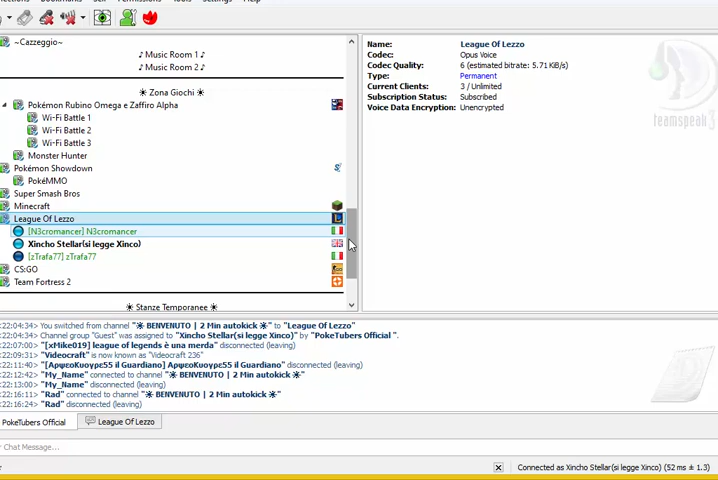 Bookmarks Self Permissions Tools Settings Help
~Cazzeggio~
♪ Music Room 1 ♪
♪ Music Room 2 ♪
☀ Zona Giochi ☀
Pokémon Rubino Omega e Zaffiro Alpha
Wi-Fi Battle 1
Wi-Fi Battle 2
Wi-Fi Battle 3
Monster Hunter
Pokémon Showdown
PokéMMO
Super Smash Bros
Minecraft
League Of Lezzo
[N3cromancer] N3cromancer
Xincho Stellar(si legge Xinco)
[zTrafa77] zTrafa77
CS:GO
Team Fortress 2
☀ Stanze Temporanee ☀
Name: League Of Lezzo
Codec: Opus Voice
Codec Quality: 6 (estimated bitrate: 5.71 KiB/s)
Type: Permanent
Current Clients: 3 / Unlimited
Subscription Status: Subscribed
Voice Data Encryption: Unencrypted
teamspeak3
22:04:34> You switched from channel "☀ BENVENUTO | 2 Min autokick ☀" to "League Of Lezzo"
22:04:34> Channel group "Guest" was assigned to "Xincho Stellar(si legge Xinco)" by "PokeTubers Official ".
22:07:00> "[xMike019] league of legends è una merda" disconnected (leaving)
22:09:31> "Videocraft" is now known as "Videocraft 236"
22:11:40> "[ΑρψεοΚυογρε55 il Guardiano] ΑρψεοΚυογρε55 il Guardiano" disconnected (leaving)
22:11:42> "My_Name" connected to channel "☀ BENVENUTO | 2 Min autokick ☀"
22:13:00> "My_Name" disconnected (leaving)
22:16:11> "Rad" connected to channel "☀ BENVENUTO | 2 Min autokick ☀"
22:16:24> "Rad" disconnected (leaving)
PokeTubers Official League Of Lezzo
Chat Message...
Connected as Xincho Stellar(si legge Xinco) (52 ms ± 1.3)